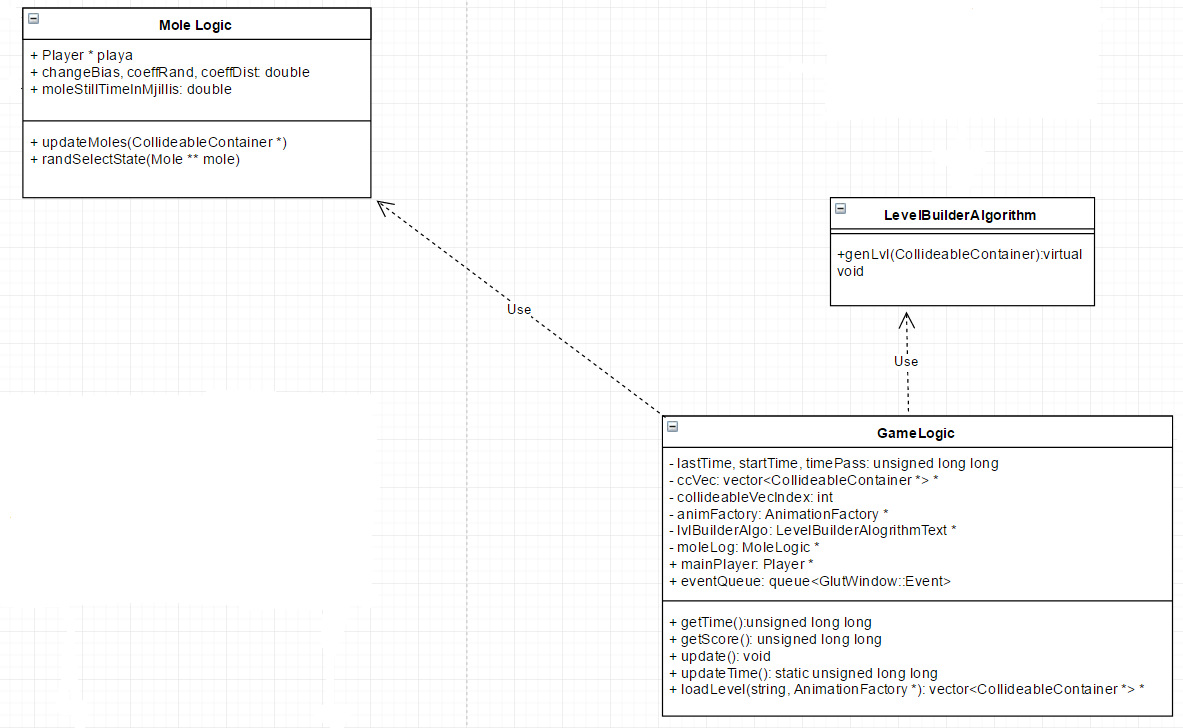 Mole Logic
+ Player * playa
+ changeBias, coeffRand, coeffDist: double
+ moleStillTimeInMjillis: double
+ updateMoles(CollideableContainer *)
+ randSelectState(Mole ** mole)
LevelBuilderAlgorithm
+genLvl(CollideableContainer):virtual
void
Use
Use
GameLogic
- lastTime, startTime, timePass: unsigned long long
- ccVec: vector<CollideableContainer *> *
- collideableVecIndex: int
- animFactory: AnimationFactory *
- lvlBuilderAlgo: LevelBuilderAlogrithmText *
- moleLog: MoleLogic *
+ mainPlayer: Player *
+ eventQueue: queue<GlutWindow::Event>
+ getTime():unsigned long long
+ getScore(): unsigned long long
+ update(): void
+ updateTime(): static unsigned long long
+ loadLevel(string, AnimationFactory *): vector<CollideableContainer *> *